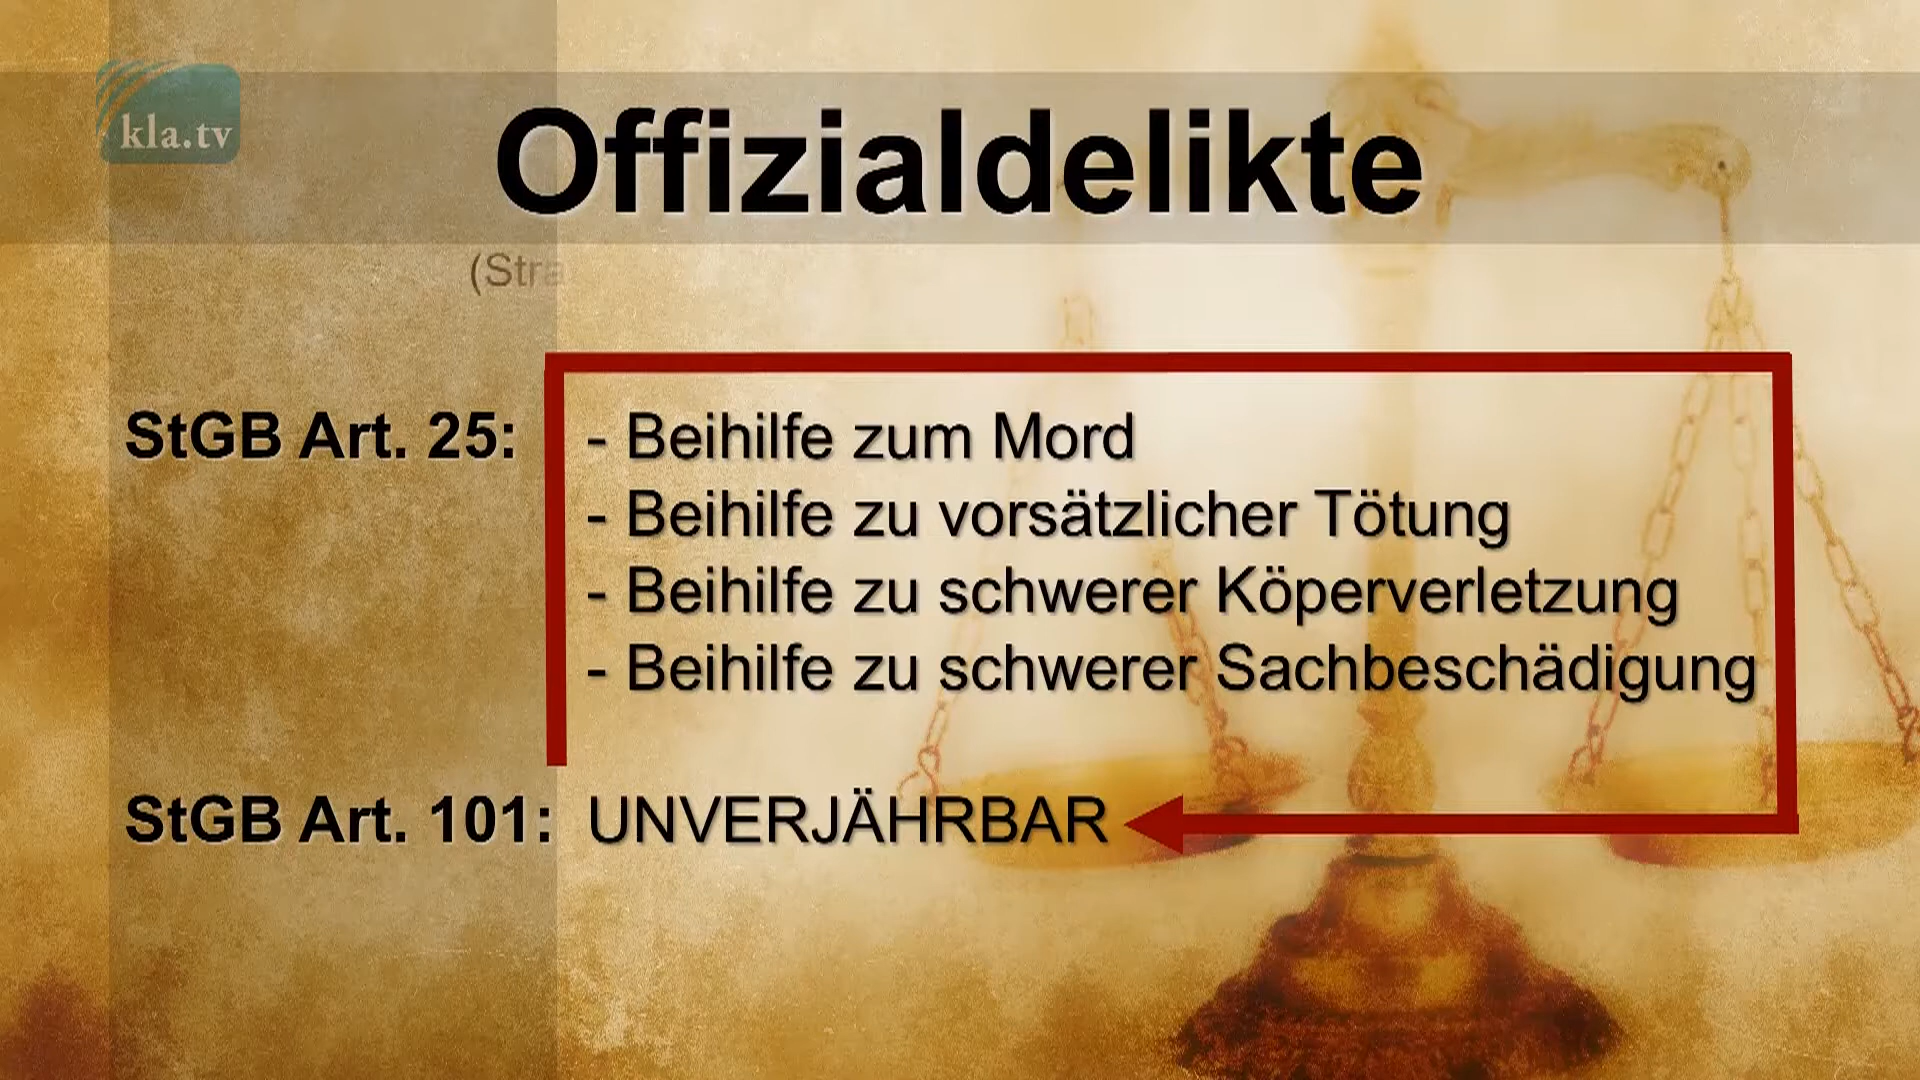 kla.tv
Offizialdelikte
(Stra
StGB Art. 25: - Beihilfe zum Mord
- Beihilfe zu vorsätzlicher Tötung
- Beihilfe zu schwerer Köperverletzung
- Beihilfe zu schwerer Sachbeschädigung
StGB Art. 101: UNVERJÄHRBAR